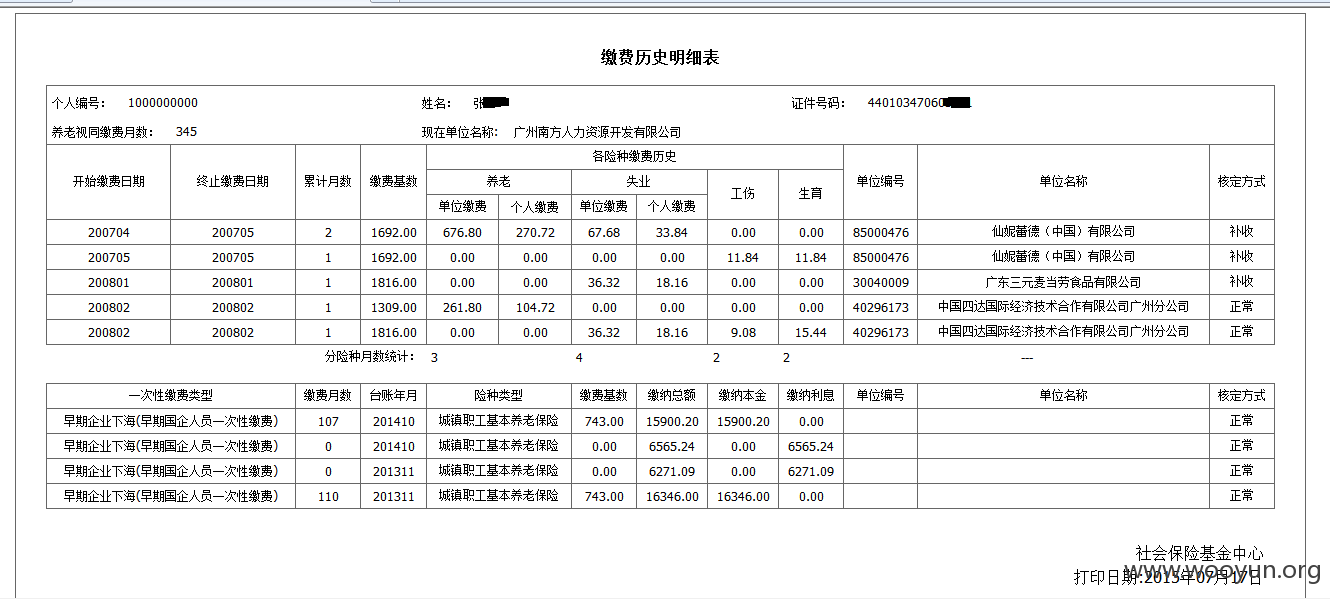 缴费历史明细表
个人编号： 1000000000 姓名： 张 证件号码： 44010347060
养老视同缴费月数： 345 现在单位名称： 广州南方人力资源开发有限公司
开始缴费日期 终止缴费日期 累计月数 缴费基数 各险种缴费历史 单位编号 单位名称 核定方式
养老 失业 工伤 生育
单位缴费 个人缴费 单位缴费 个人缴费
200704 200705 2 1692.00 676.80 270.72 67.68 33.84 0.00 0.00 85000476 仙妮蕾德（中国）有限公司 补收
200705 200705 1 1692.00 0.00 0.00 0.00 0.00 11.84 11.84 85000476 仙妮蕾德（中国）有限公司 补收
200801 200801 1 1816.00 0.00 0.00 36.32 18.16 0.00 0.00 30040009 广东三元麦当劳食品有限公司 补收
200802 200802 1 1309.00 261.80 104.72 0.00 0.00 0.00 0.00 40296173 中国四达国际经济技术合作有限公司广州分公司 正常
200802 200802 1 1816.00 0.00 0.00 36.32 18.16 9.08 15.44 40296173 中国四达国际经济技术合作有限公司广州分公司 正常
分险种月数统计： 3 4 2 2 ---
一次性缴费类型 缴费月数 台账年月 险种类型 缴费基数 缴纳总额 缴纳本金 缴纳利息 单位编号 单位名称 核定方式
早期企业下海(早期国企人员一次性缴费) 107 201410 城镇职工基本养老保险 743.00 15900.20 15900.20 0.00 正常
早期企业下海(早期国企人员一次性缴费) 0 201410 城镇职工基本养老保险 0.00 6565.24 0.00 6565.24 正常
早期企业下海(早期国企人员一次性缴费) 0 201311 城镇职工基本养老保险 0.00 6271.09 0.00 6271.09 正常
早期企业下海(早期国企人员一次性缴费) 110 201311 城镇职工基本养老保险 743.00 16346.00 16346.00 0.00 正常
社会保险基金中心
www.wooyun.org
打印日期:2015年07月17日